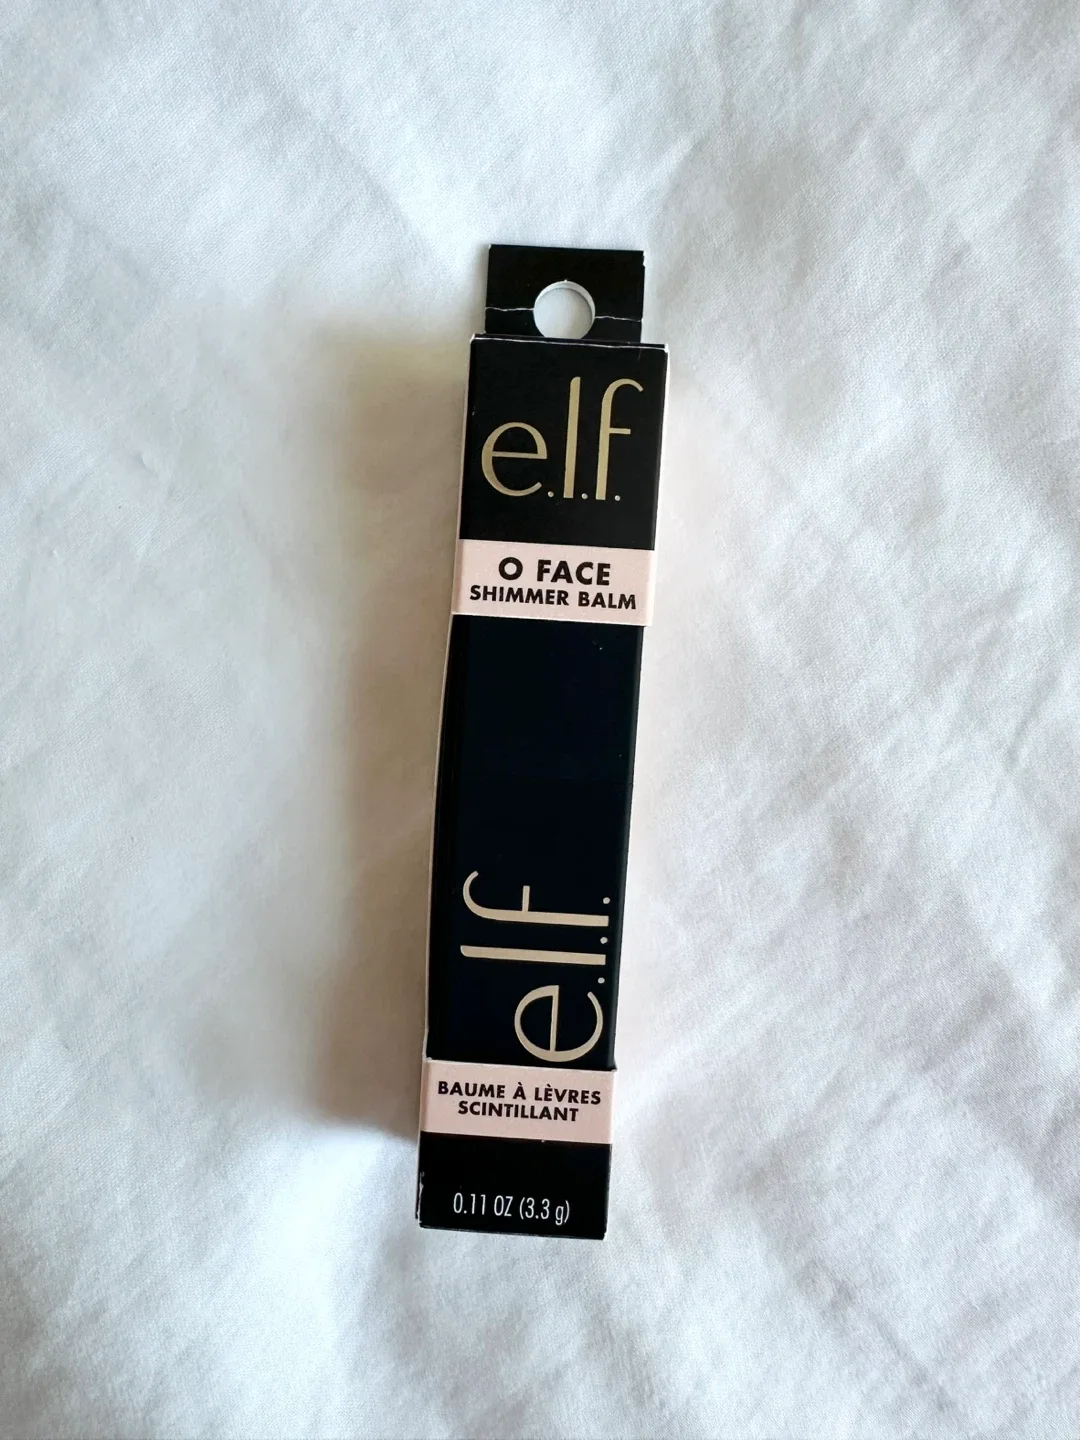 e.l.f.
O FACE
SHIMMER BALM
e.l.f.
BAUME À LÈVRES
SCINTILLANT
0.11 OZ (3.3 g)